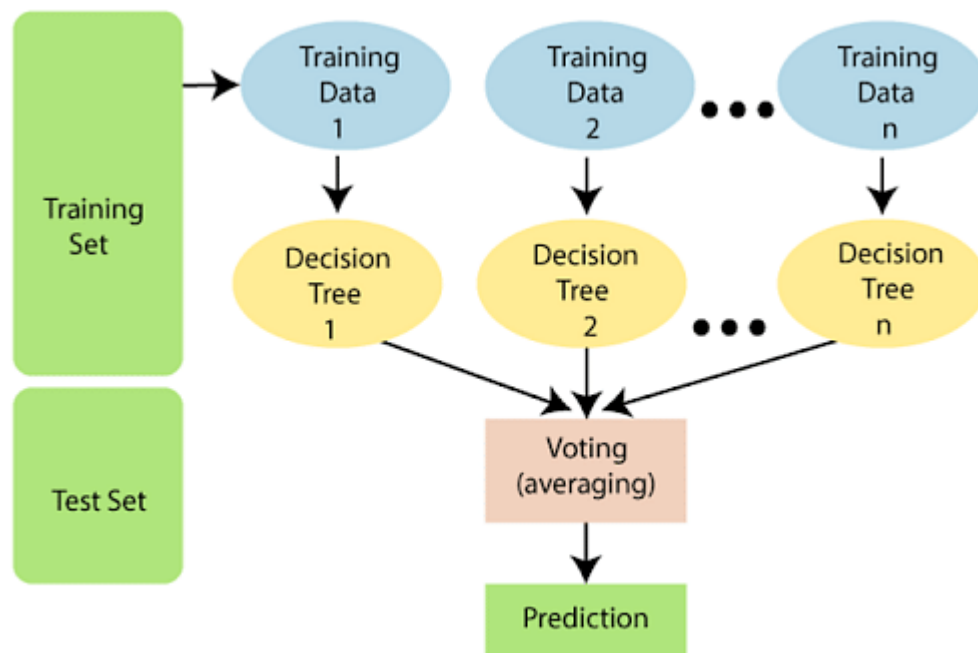 Training
Set
Test Set
Training
Data
1
Training
Data
2
Training
Data
n
Decision
Tree
1
Decision
Tree
2
Decision
Tree
n
Voting
(averaging)
Prediction